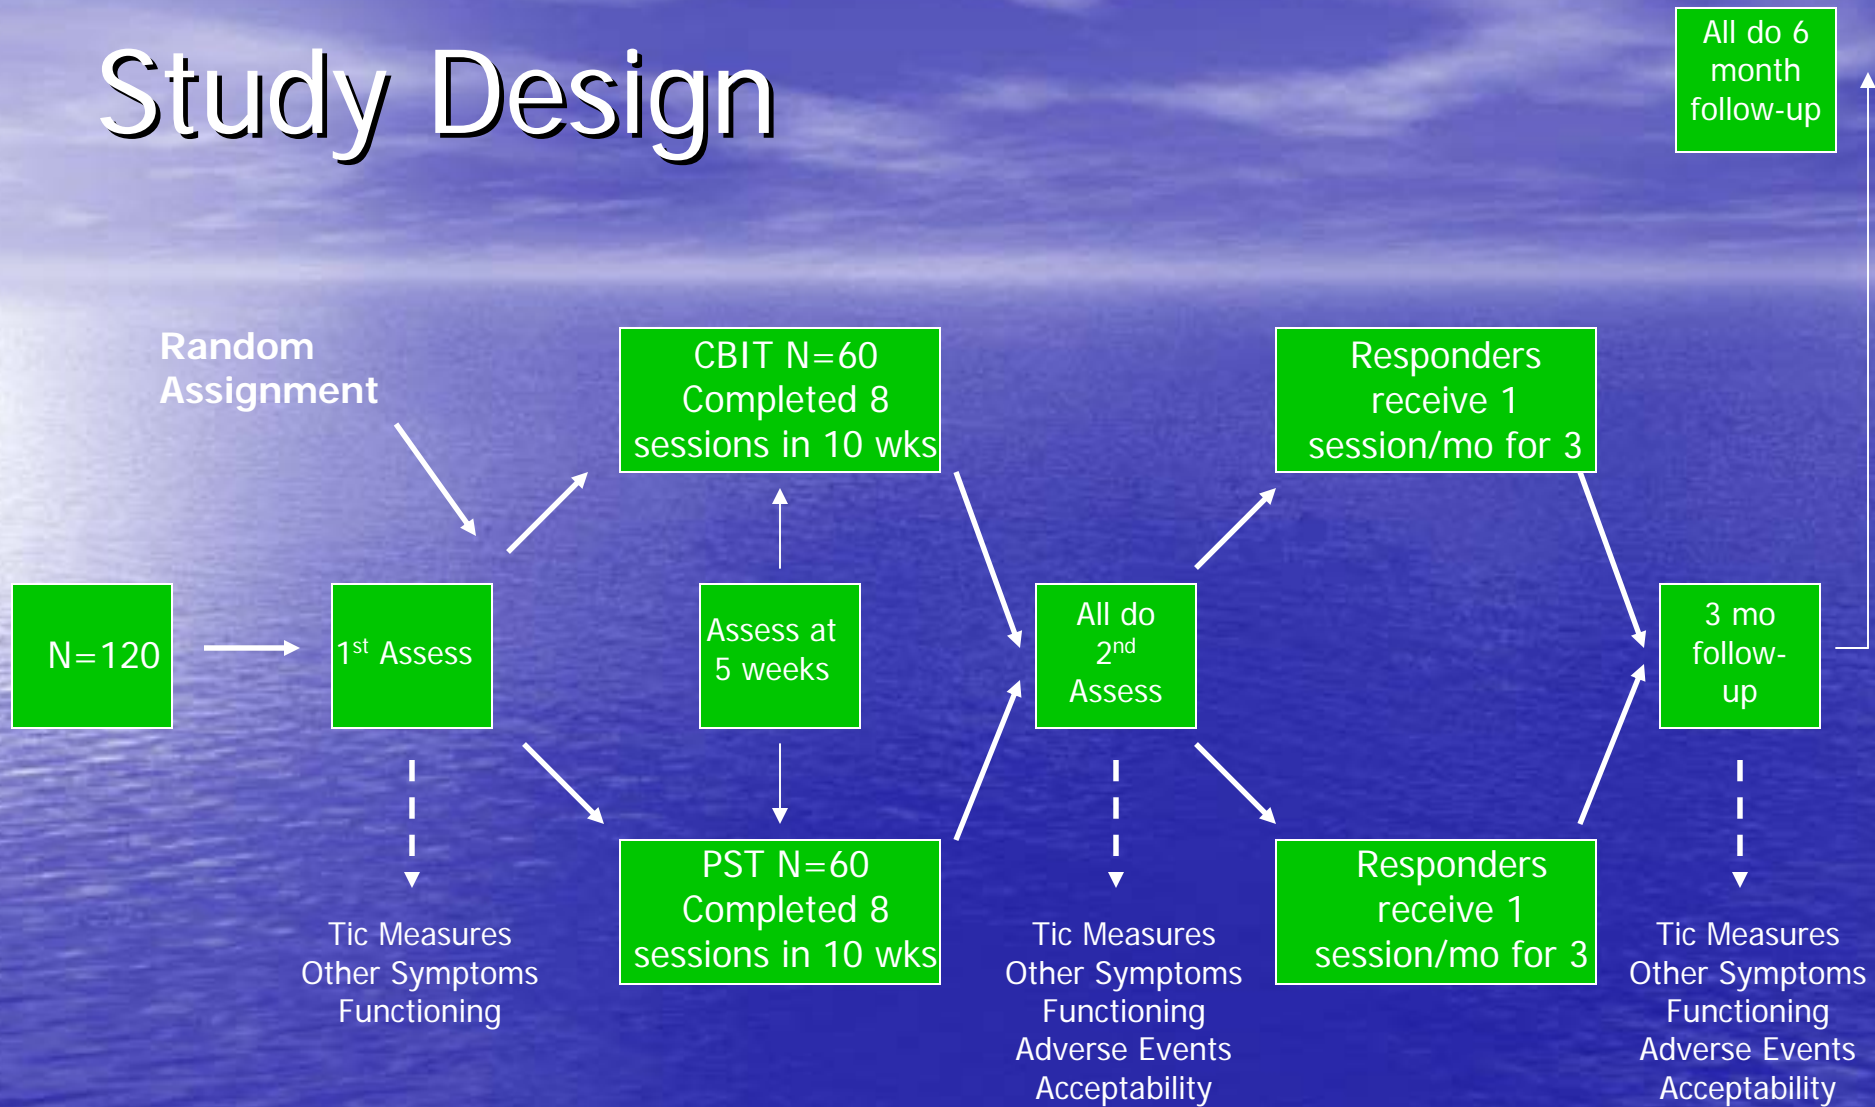 Study Design
All do 6
month
follow-up
Random
Assignment
CBIT N=60
Completed 8
sessions in 10 wks
Responders
receive 1
session/mo for 3
N=120
1st Assess
Assess at
5 weeks
All do
2nd
Assess
3 mo
follow-
up
PST N=60
Completed 8
sessions in 10 wks
Responders
receive 1
session/mo for 3
Tic Measures
Other Symptoms
Functioning
Tic Measures
Other Symptoms
Functioning
Adverse Events
Acceptability
Tic Measures
Other Symptoms
Functioning
Adverse Events
Acceptability